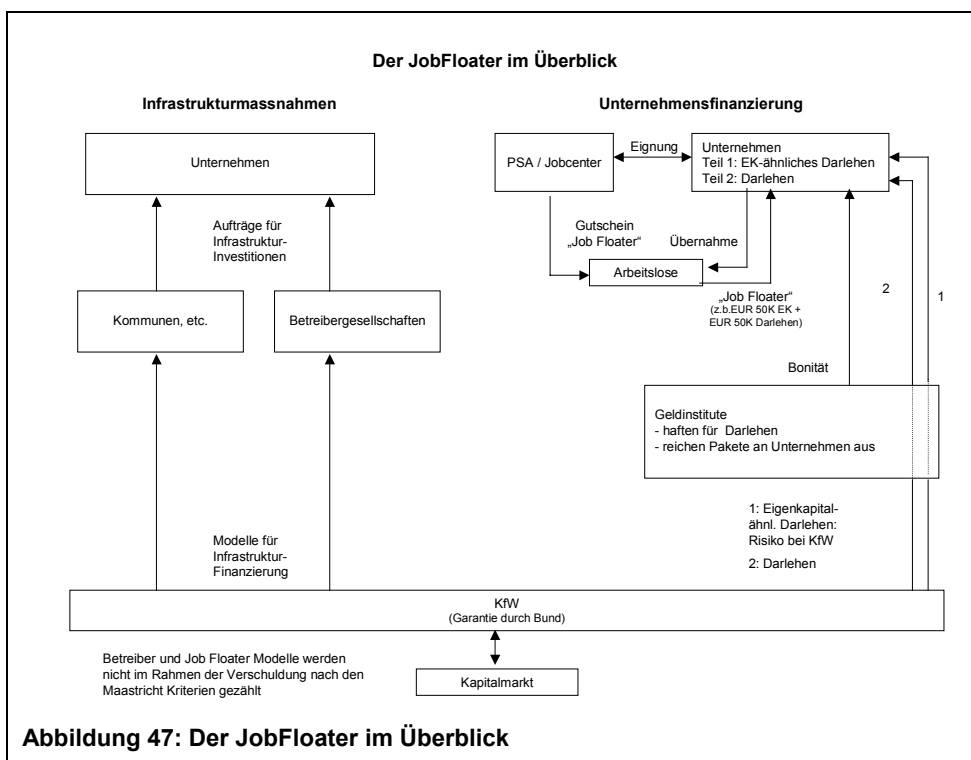 Der JobFloater im Überblick
Infrastrukturmassnahmen
Unternehmen
Aufträge für
Infrastruktur-
Investitionen
Kommunen, etc.
Betreibergesellschaften
Modelle für
Infrastruktur-
Finanzierung
Unternehmensfinanzierung
PSA / Jobcenter
Eignung
Unternehmen
Teil 1: EK-ähnliches Darlehen
Teil 2: Darlehen
Gutschein
„Job Floater“
Übernahme
Arbeitslose
„Job Floater“
(z.b.EUR 50K EK +
EUR 50K Darlehen)
2
1
Bonität
Geldinstitute
- haften für Darlehen
- reichen Pakete an Unternehmen aus
1: Eigenkapital-
ähnl. Darlehen:
Risiko bei KfW
2: Darlehen
KfW
(Garantie durch Bund)
Betreiber und Job Floater Modelle werden
nicht im Rahmen der Verschuldung nach den
Maastricht Kriterien gezählt
Kapitalmarkt
Abbildung 47: Der JobFloater im Überblick